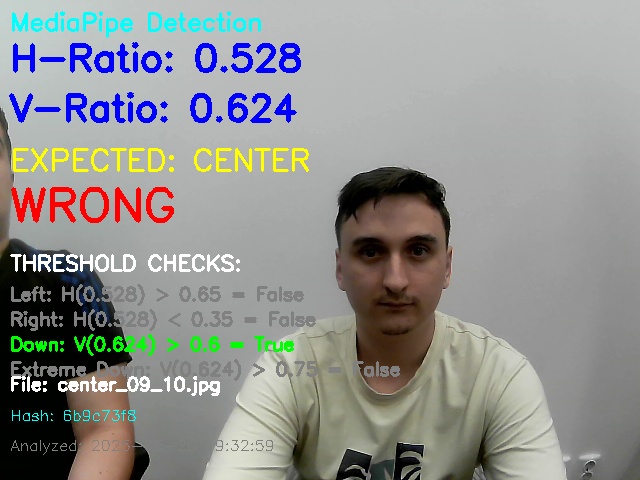 MediaPipe Detection
H-Ratio: 0.528
V-Ratio: 0.624
EXPECTED: CENTER
WRONG
THRESHOLD CHECKS:
Left: H(0.528) > 0.65 = False
Right: H(0.528) < 0.35 = False
Down: V(0.624) > 0.6 = True
Extreme Down: V(0.624) > 0.75 = False
File: center_09_10.jpg
Hash: 6b9c73f8
Analyzed: 9:32:59